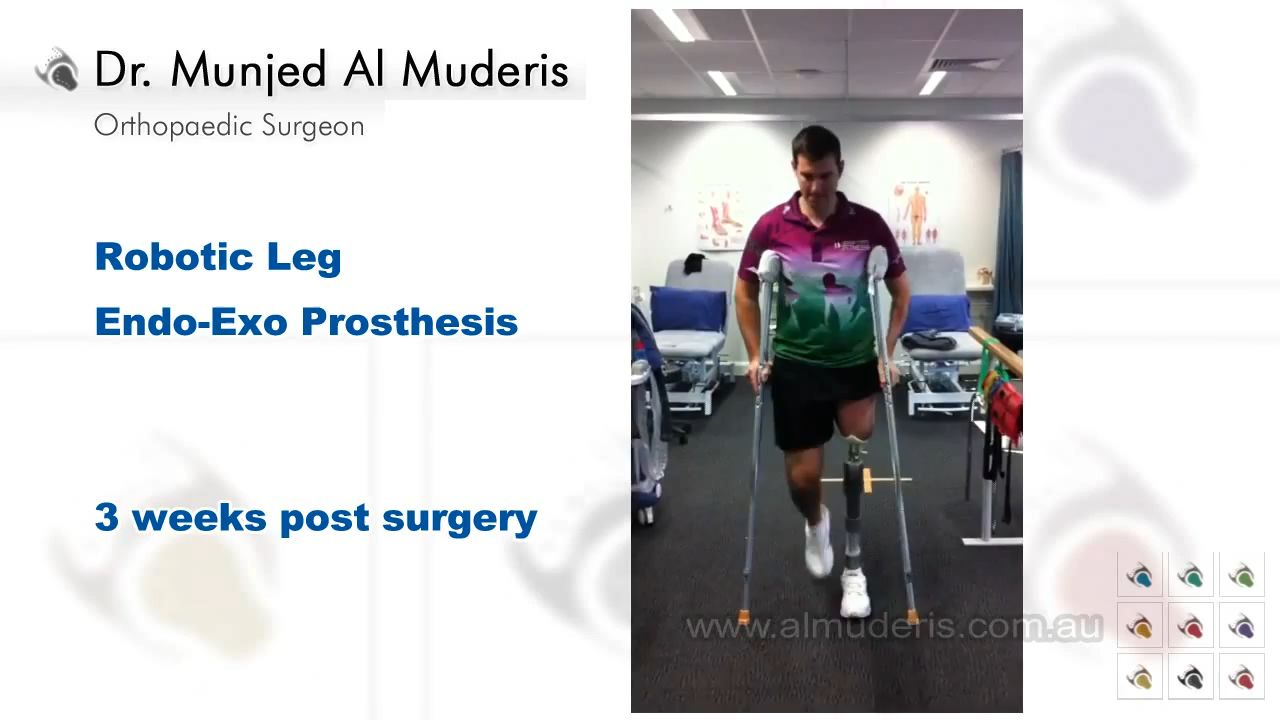 Dr. Munjed Al Muderis
Orthopaedic Surgeon
Robotic Leg
Endo-Exo Prosthesis
3 weeks post surgery
www.almuderis.com.au